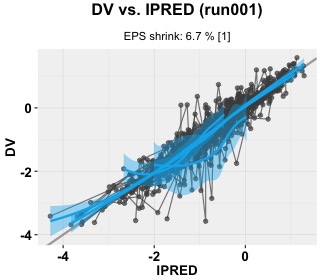 DV vs. IPRED (run001)
EPS shrink: 6.7 % [1]
DV
0
-2
-4
-4 -2 0
IPRED